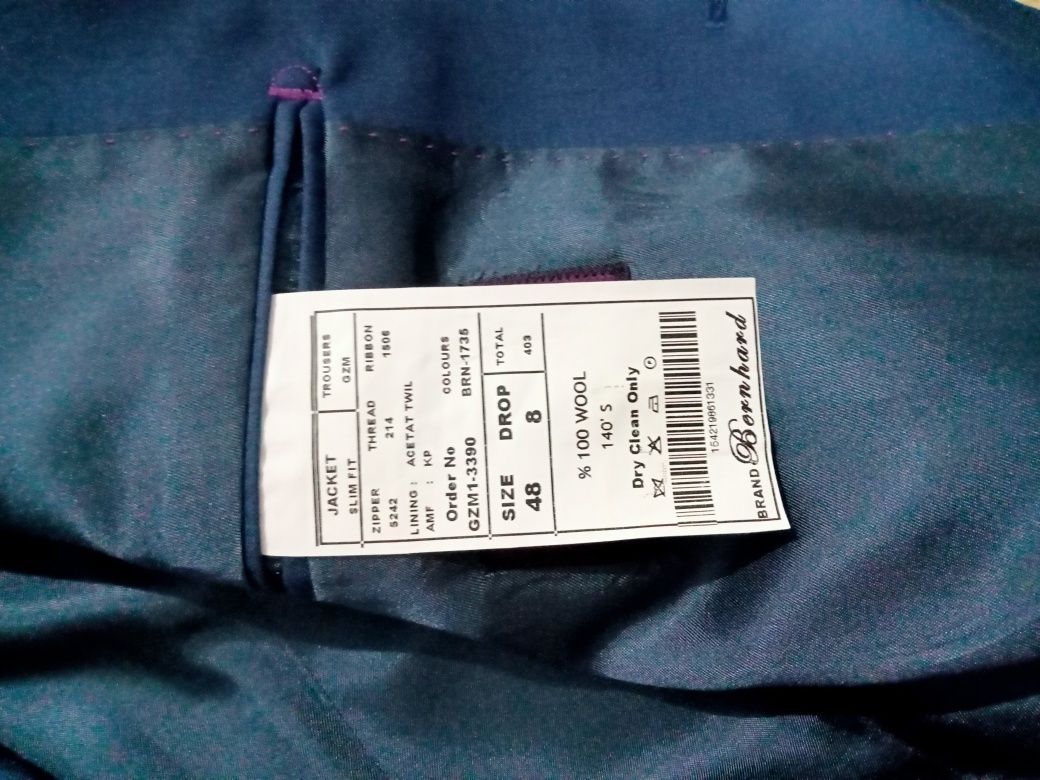 JACKET TROUSERS
SLIM FIT GZM
ZIPPER THREAD RIBBON
5242 214 1506
LINING : ACETAT TWIL
AMF : KP
Order No COLOURS
GZM1-3390 BRN-1735
SIZE DROP TOTAL
48 8 403
% 100 WOOL
140' S
Dry Clean Only
154219861331
BRAND Bernhard